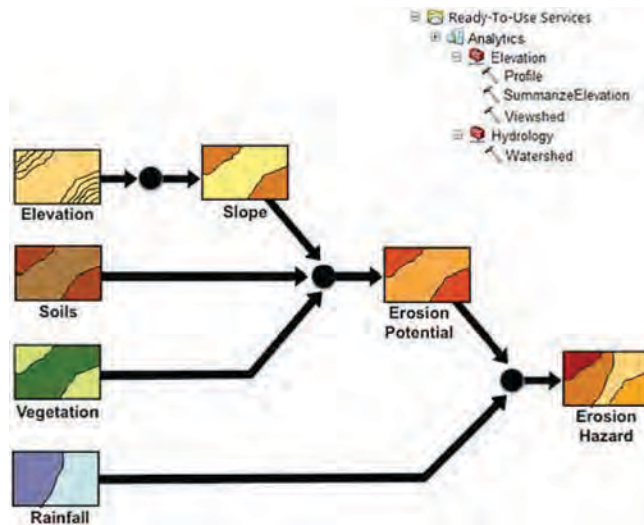 Ready-To-Use Services
Analytics
Elevation
Profile
SummarizeElevation
Viewshed
Hydrology
Watershed
Elevation
Slope
Soils
Erosion
Potential
Vegetation
Erosion
Hazard
Rainfall